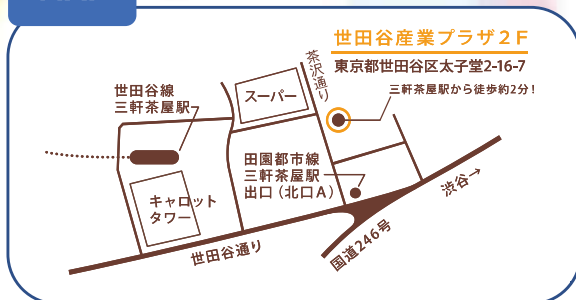 世田谷産業プラザ2F
東京都世田谷区太子堂2-16-7
三軒茶屋駅から徒歩約2分！
茶沢通り
スーパー
世田谷線
三軒茶屋駅
田園都市線
三軒茶屋駅
出口（北口A）
キャロット
タワー
世田谷通り
国道246号
渋谷→